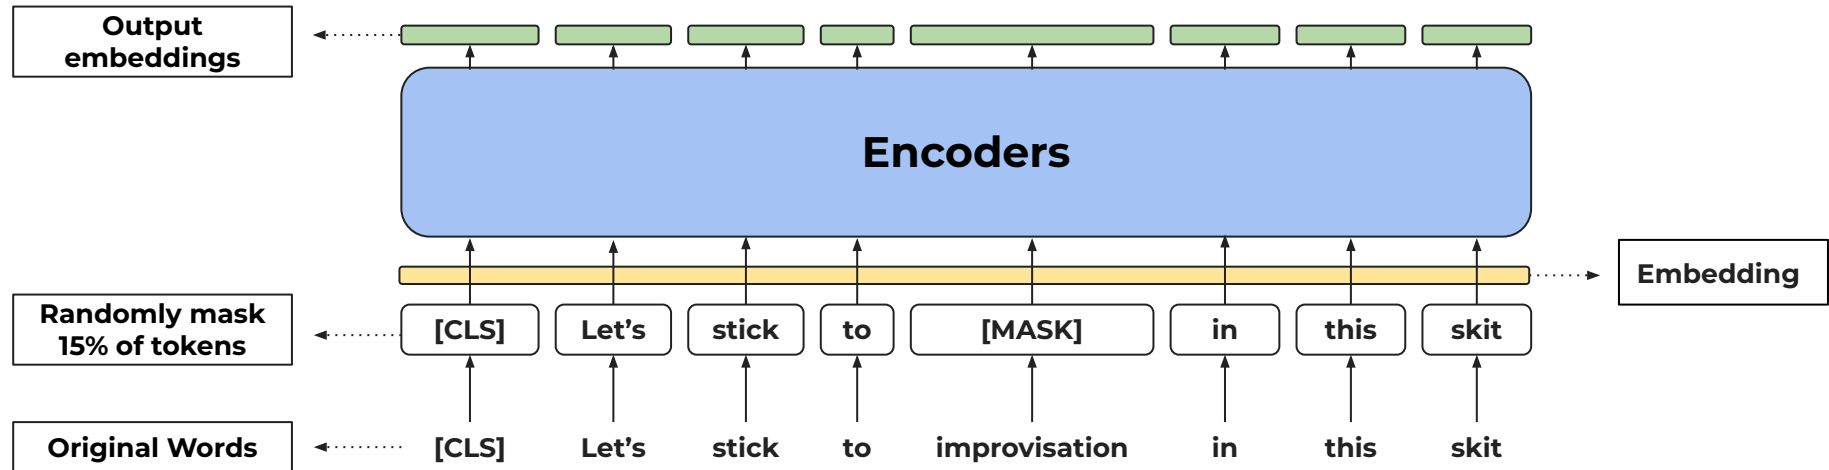 Output
embeddings
Encoders
Embedding
Randomly mask
15% of tokens
[CLS] Let's stick to [MASK] in this skit
Original Words
[CLS] Let's stick to improvisation in this skit